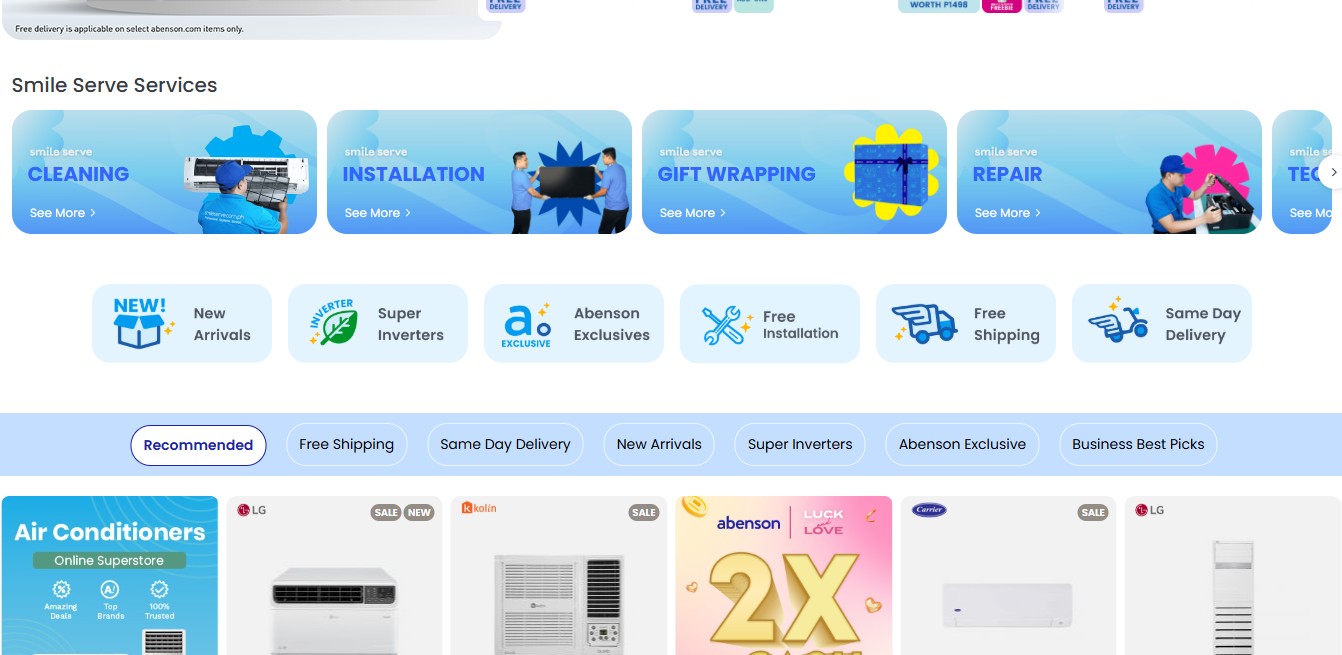 Free delivery is applicable on select abenson.com items only.
FREE
DELIVERY
FREE
DELIVERY
WORTH ₱1498
FREEBIE
FREE
DELIVERY
FREE
DELIVERY
Smile Serve Services
smile serve
CLEANING
See More
smile serve
INSTALLATION
See More
smile serve
GIFT WRAPPING
See More
smile serve
REPAIR
See More
smile se
TEC
See Mo
NEW!
New
Arrivals
INVERTER
Super
Inverters
a
EXCLUSIVE
Abenson
Exclusives
Free
Installation
Free
Shipping
Same Day
Delivery
Recommended
Free Shipping
Same Day Delivery
New Arrivals
Super Inverters
Abenson Exclusive
Business Best Picks
Air Conditioners
Online Superstore
Amazing
Deals
A!
Top
Brands
100%
Trusted
LG
SALE
NEW
kolin
SALE
abenson
LUCK
and
LOVE
2X
CASH
Carrier
SALE
LG